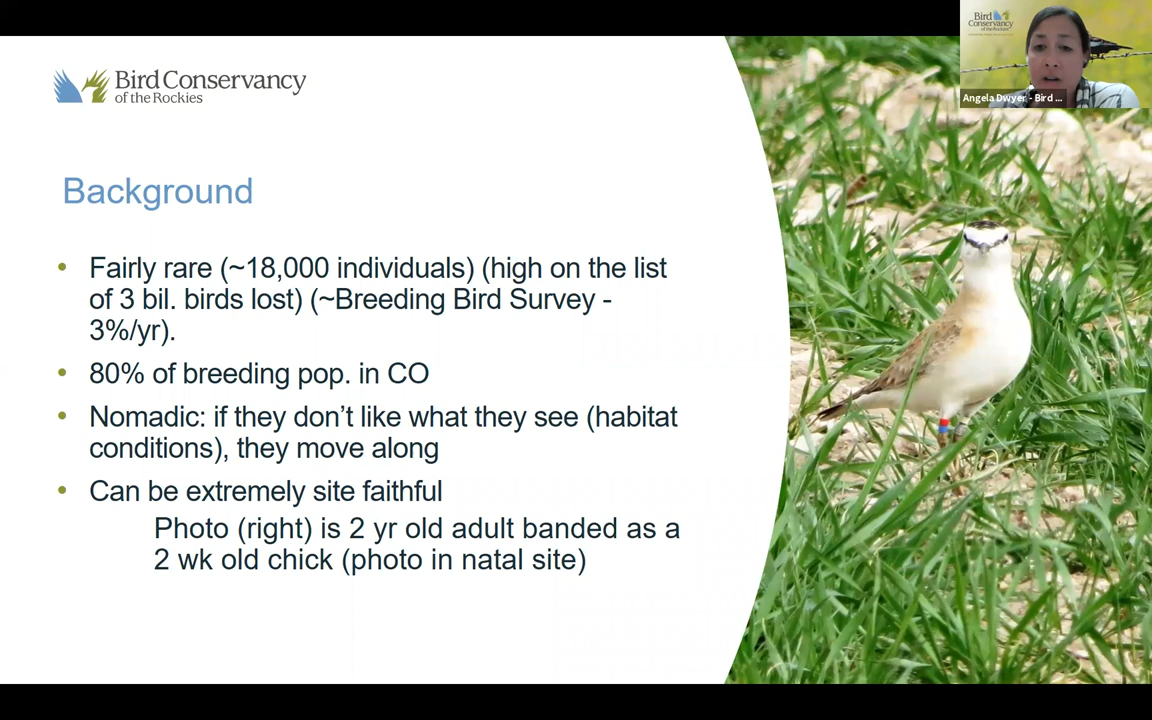 Bird Conservancy
of the Rockies
Bird
Conservancy
of the Rockies
Angela Dwyer - Bird ...
Background
• Fairly rare (~18,000 individuals) (high on the list
of 3 bil. birds lost) (~Breeding Bird Survey -
3%/yr).
• 80% of breeding pop. in CO
• Nomadic: if they don’t like what they see (habitat
conditions), they move along
• Can be extremely site faithful
Photo (right) is 2 yr old adult banded as a
2 wk old chick (photo in natal site)